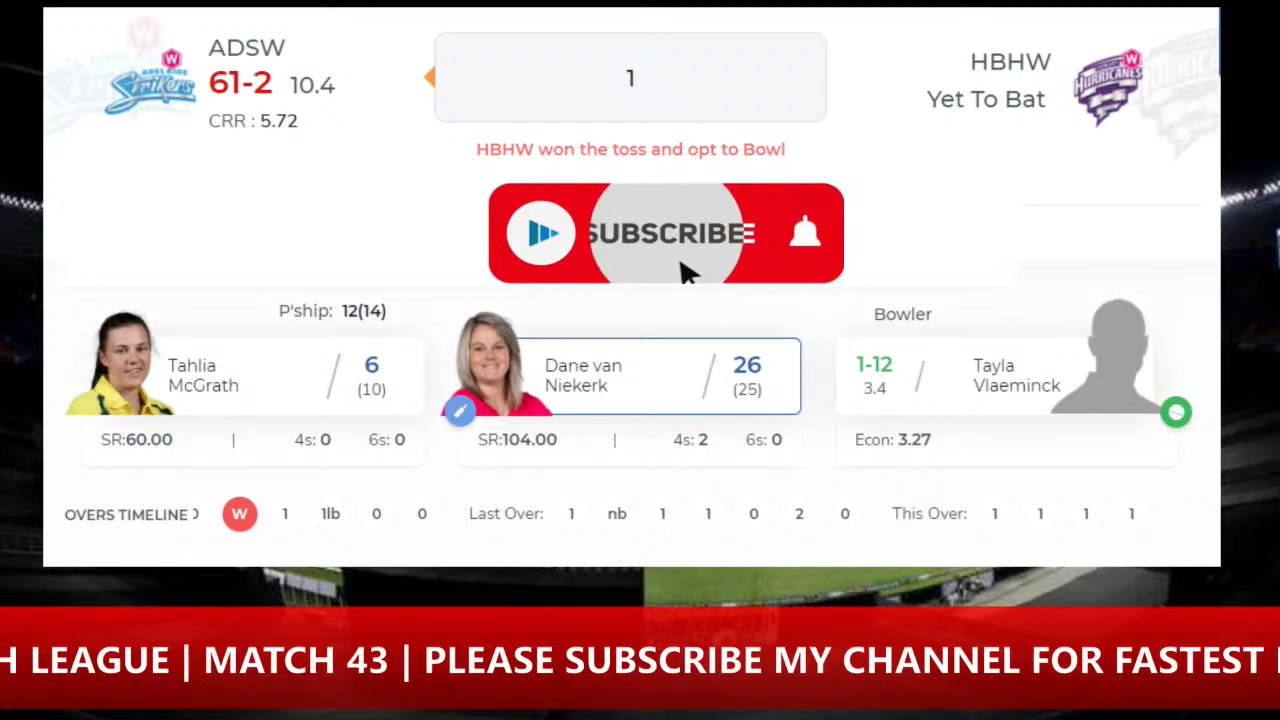 ADSW
61-2 10.4
CRR : 5.72
W
ADELAIDE
Strikers
1
HBHW
Yet To Bat
W
HURRICANES
HBHW won the toss and opt to Bowl
SUBSCRIBE
P'ship: 12(14)
Bowler
Tahlia McGrath / 6 (10)
Dane van Niekerk / 26 (25)
1-12 3.4 / Tayla Vlaeminck
SR:60.00 | 4s: 0 6s: 0
SR:104.00 | 4s: 2 6s: 0
Econ: 3.27
OVERS TIMELINE W 1 1lb 0 0 Last Over: 1 nb 1 1 0 2 0 This Over: 1 1 1 1
H LEAGUE | MATCH 43 | PLEASE SUBSCRIBE MY CHANNEL FOR FASTEST